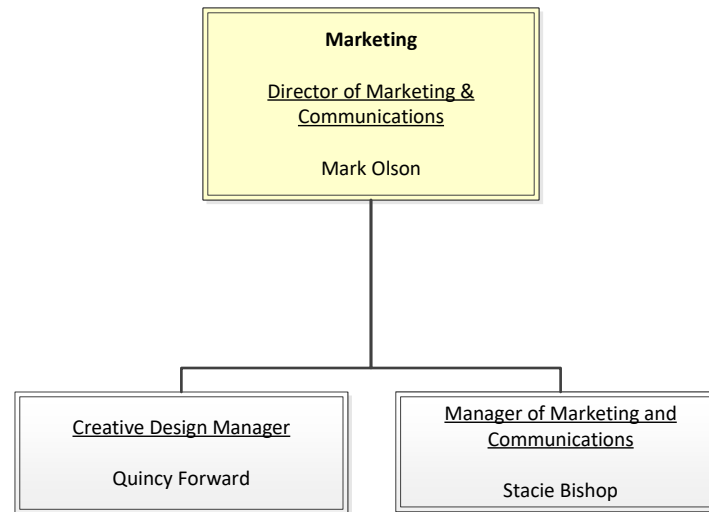 Marketing
Director of Marketing &
Communications
Mark Olson
Creative Design Manager
Quincy Forward
Manager of Marketing and
Communications
Stacie Bishop